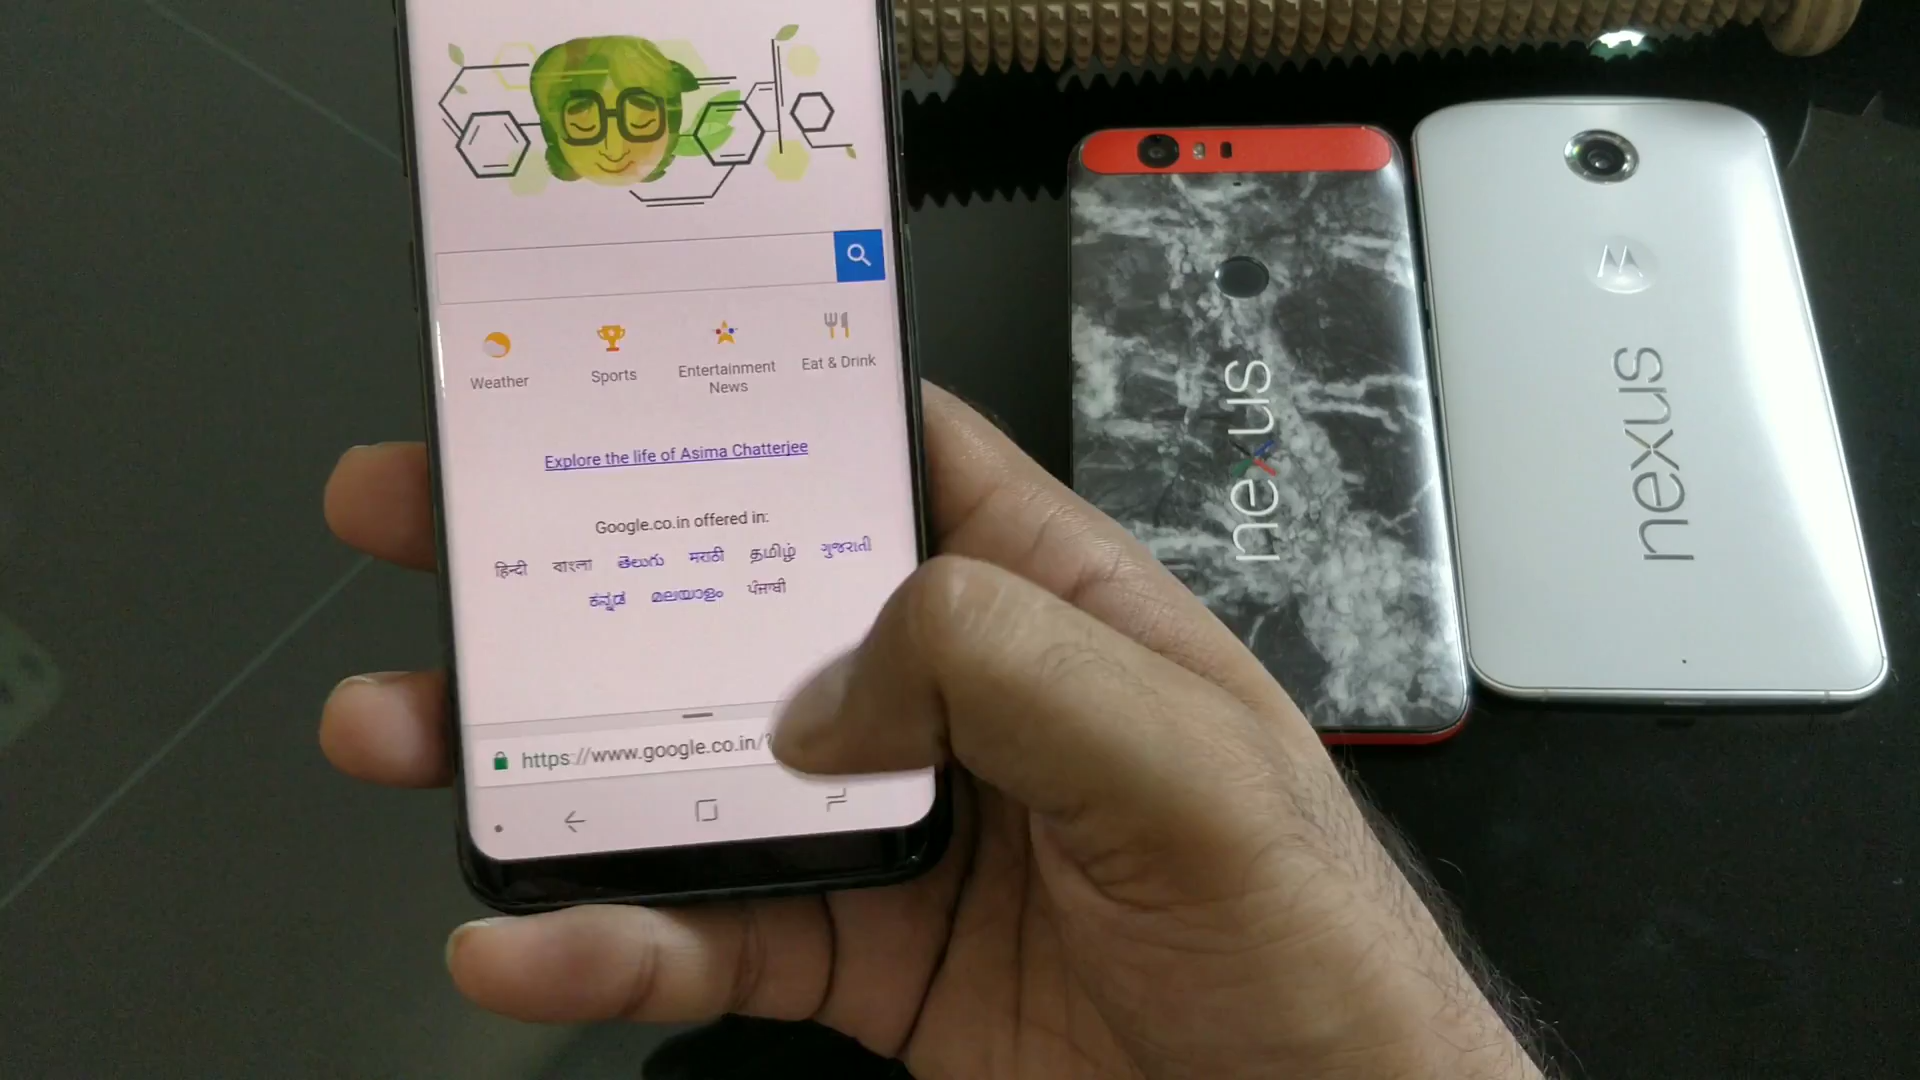 Weather
Sports
Entertainment
News
Eat & Drink
Explore the life of Asima Chatterjee
Google.co.in offered in:
हिन्दी বাংলা తెలుగు मराठी தமிழ் ગુજરાતી
ಕನ್ನಡ മലയാളം ਪੰਜਾਬੀ
https://www.google.co.in/?
nexus
nexus